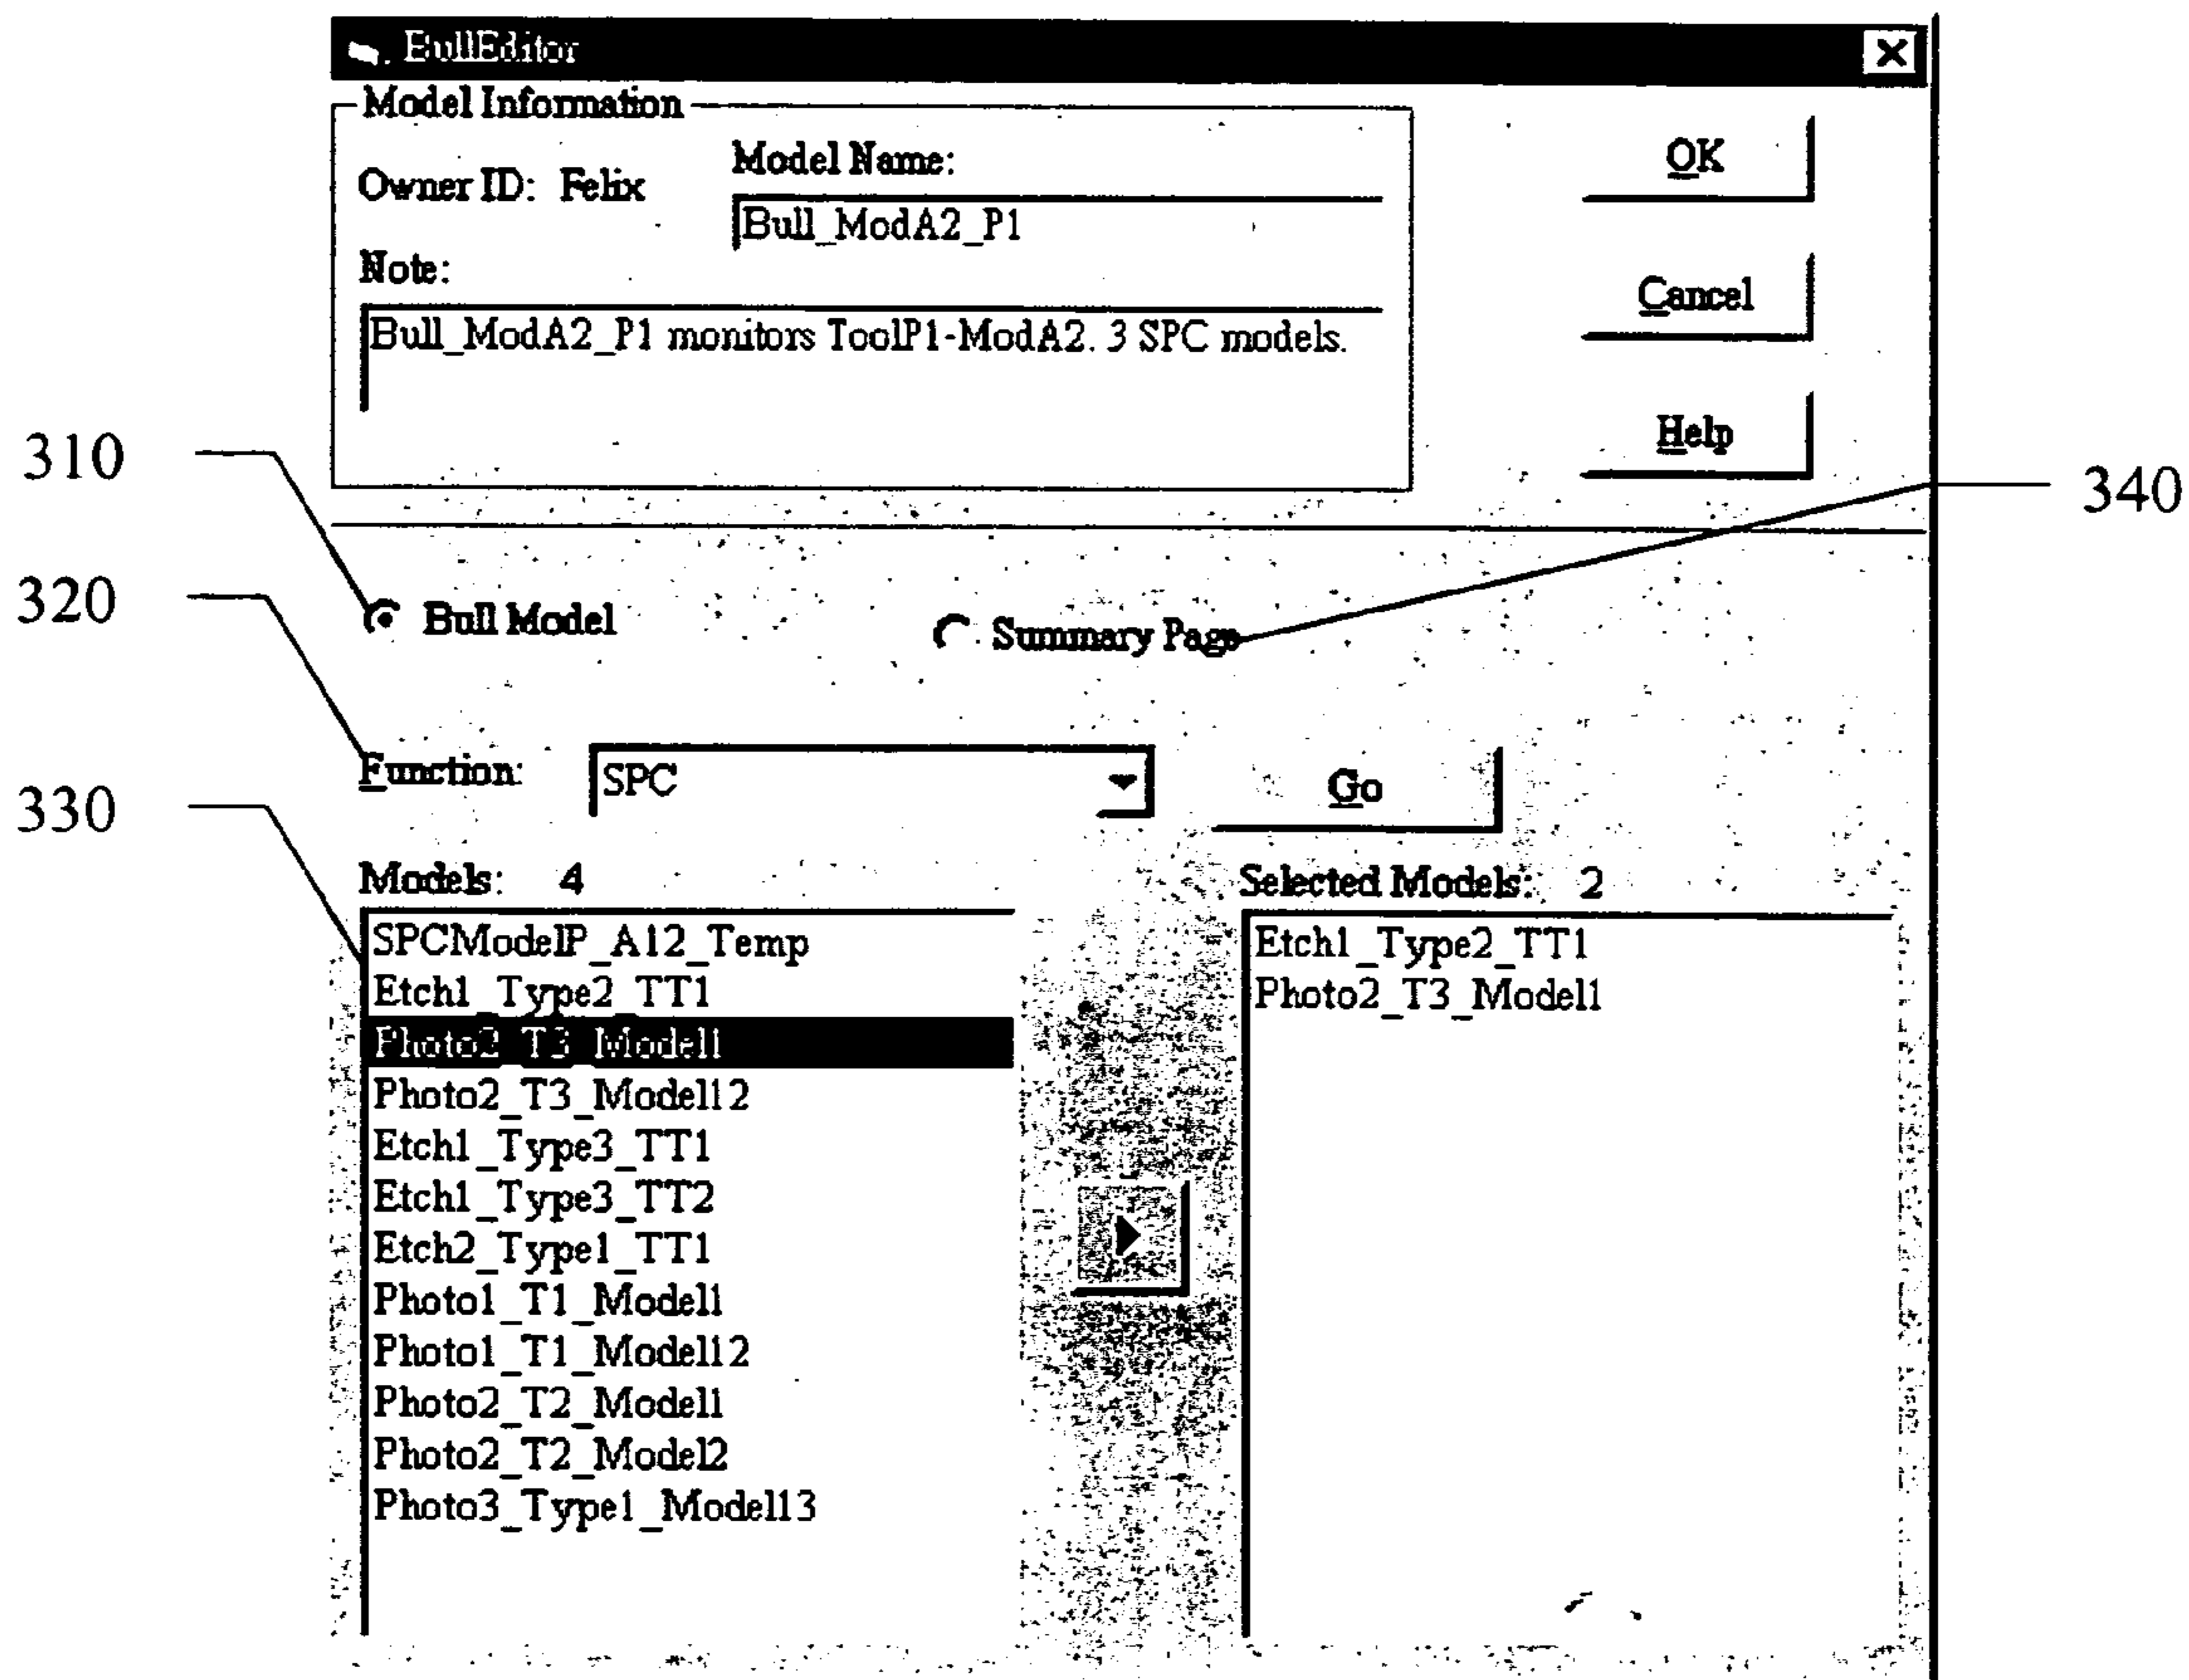 BullEditor
Model Information
Owner ID: Felix
Model Name:
Bull_ModA2_P1
Note:
Bull_ModA2_P1 monitors ToolP1-ModA2. 3 SPC models.
OK
Cancel
Help
310
340
320
Bull Model
Summary Page
330
Function:
SPC
Go
Models: 4
SPCModelP_A12_Temp
Etch1_Type2_TT1
Photo2_T3_Model1
Photo2_T3_Model12
Etch1_Type3_TT1
Etch1_Type3_TT2
Etch2_Type1_TT1
Photo1_T1_Model1
Photo1_T1_Model12
Photo2_T2_Model1
Photo2_T2_Model2
Photo3_Type1_Model13
Selected Models: 2
Etch1_Type2_TT1
Photo2_T3_Model1